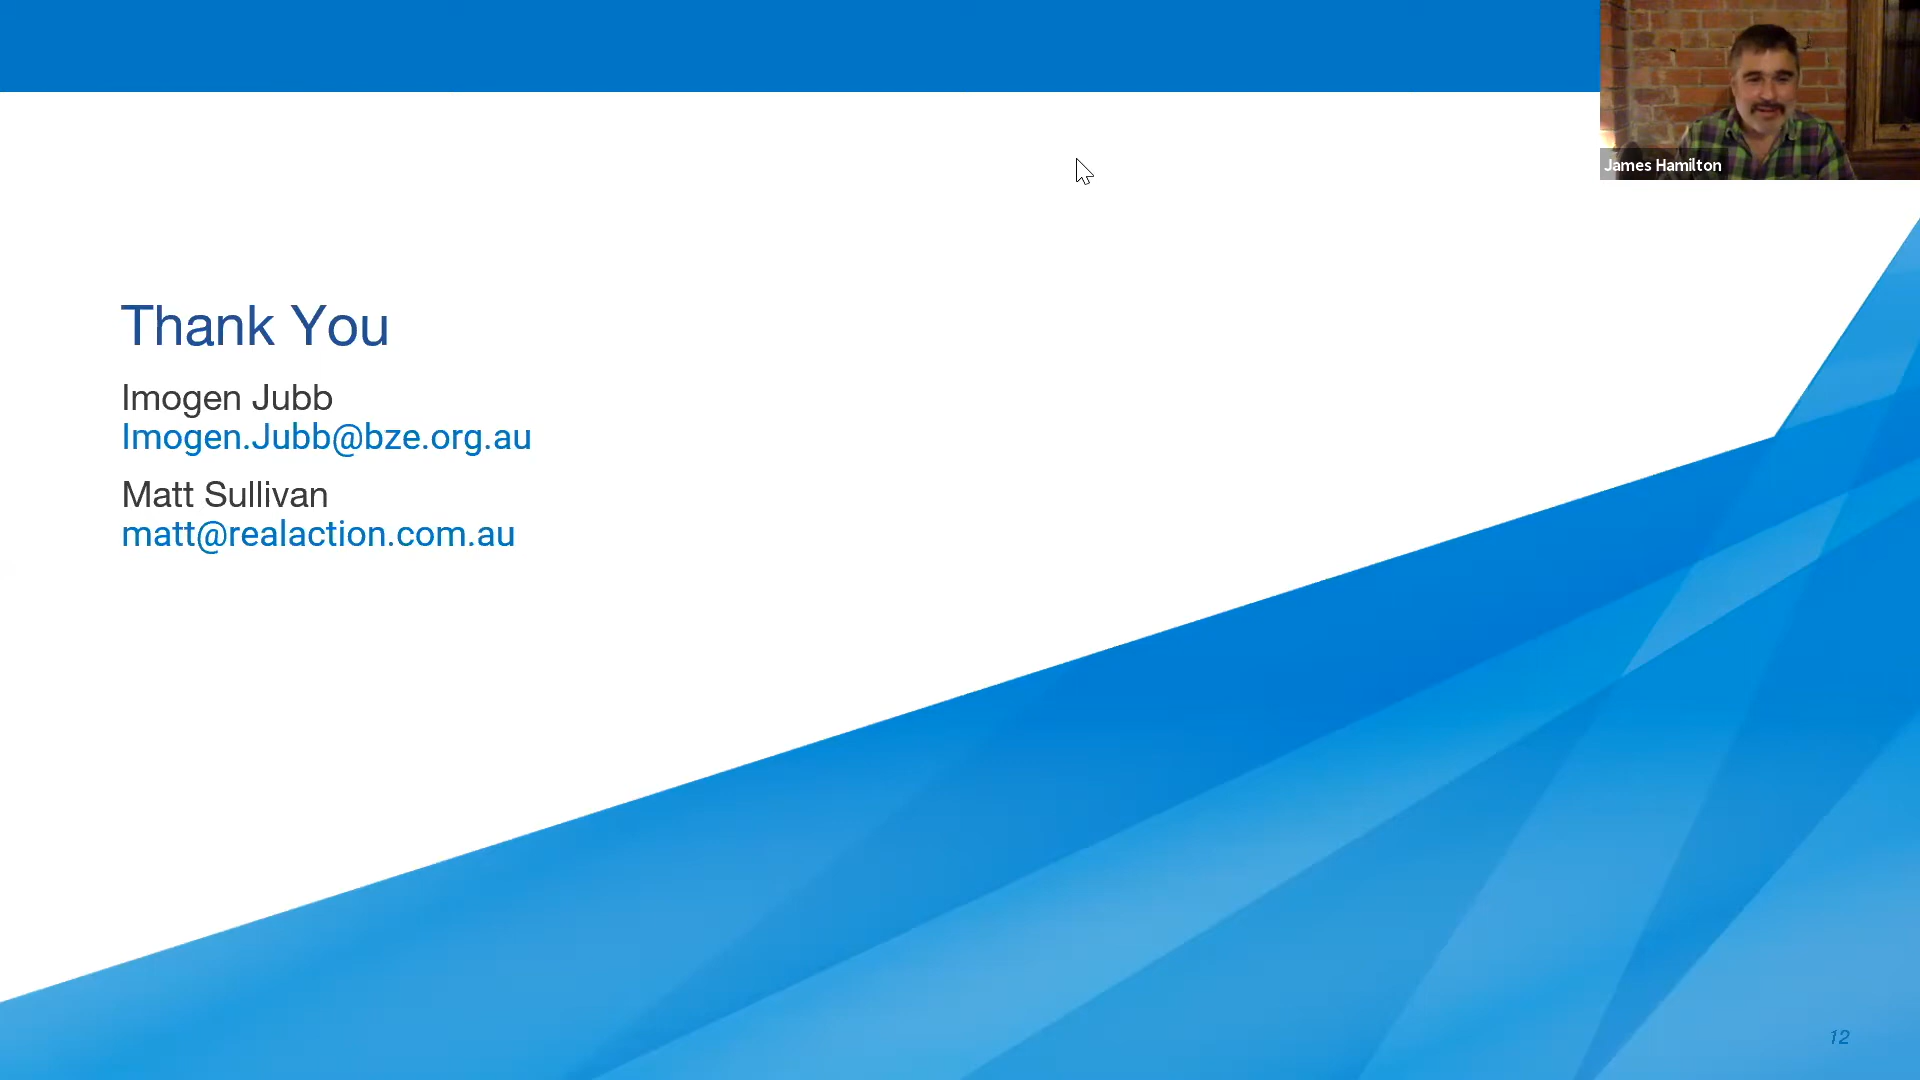 James Hamilton
Thank You
Imogen Jubb
Imogen.Jubb@bze.org.au
Matt Sullivan
matt@realaction.com.au
12